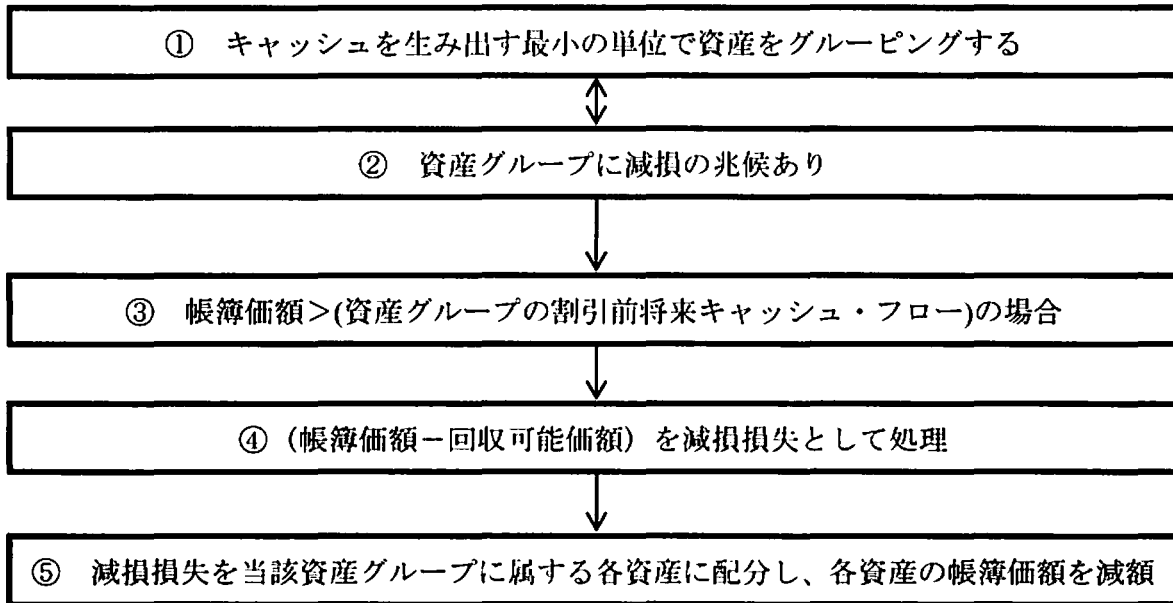 ① キャッシュを生み出す最小の単位で資産をグルーピングする
② 資産グループに減損の兆候あり
③ 帳簿価額>(資産グループの割引前将来キャッシュ・フロー)の場合
④ (帳簿価額－回収可能価額) を減損損失として処理
⑤ 減損損失を当該資産グループに属する各資産に配分し、各資産の帳簿価額を減額